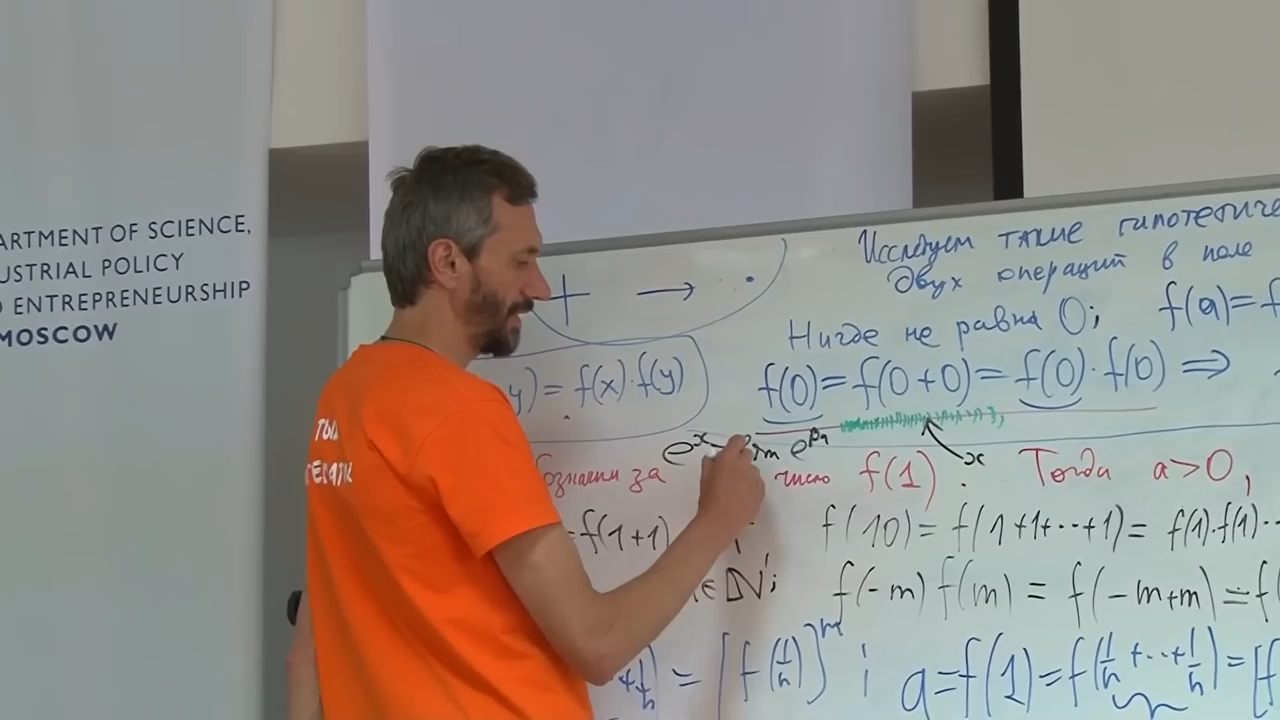 ARTMENT OF SCIENCE,
USTRIAL POLICY
ENTREPRENEURSHIP
MOSCOW
Исследуем такие гипотетиче
двух операций в поле
Нигде не равна 0; f(a)=f
y)=f(x)·f(y)
f(0)=f(0+0)=f(0)·f(0)⇒
x
за число f(1). Тогда a>0,
=f(1+1)
f(10)=f(1+1+···+1)=f(1)·f(1)·
∈ℕ;
f(-m)f(m)=f(-m+m)=f(
=[f(1/n)]^m; a=f(1)=f(1/n+··+1/n)=[f